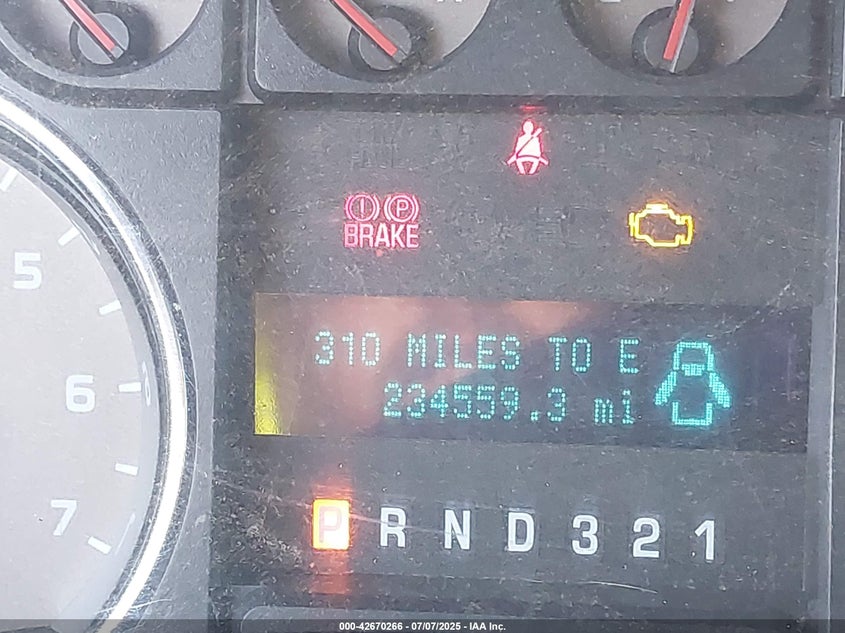 5
6
7
(!) (P)
BRAKE
310 MILES TO E
234559.3 mi
P R N D 3 2 1
000-42670266 - 07/07/2025 - IAA Inc.